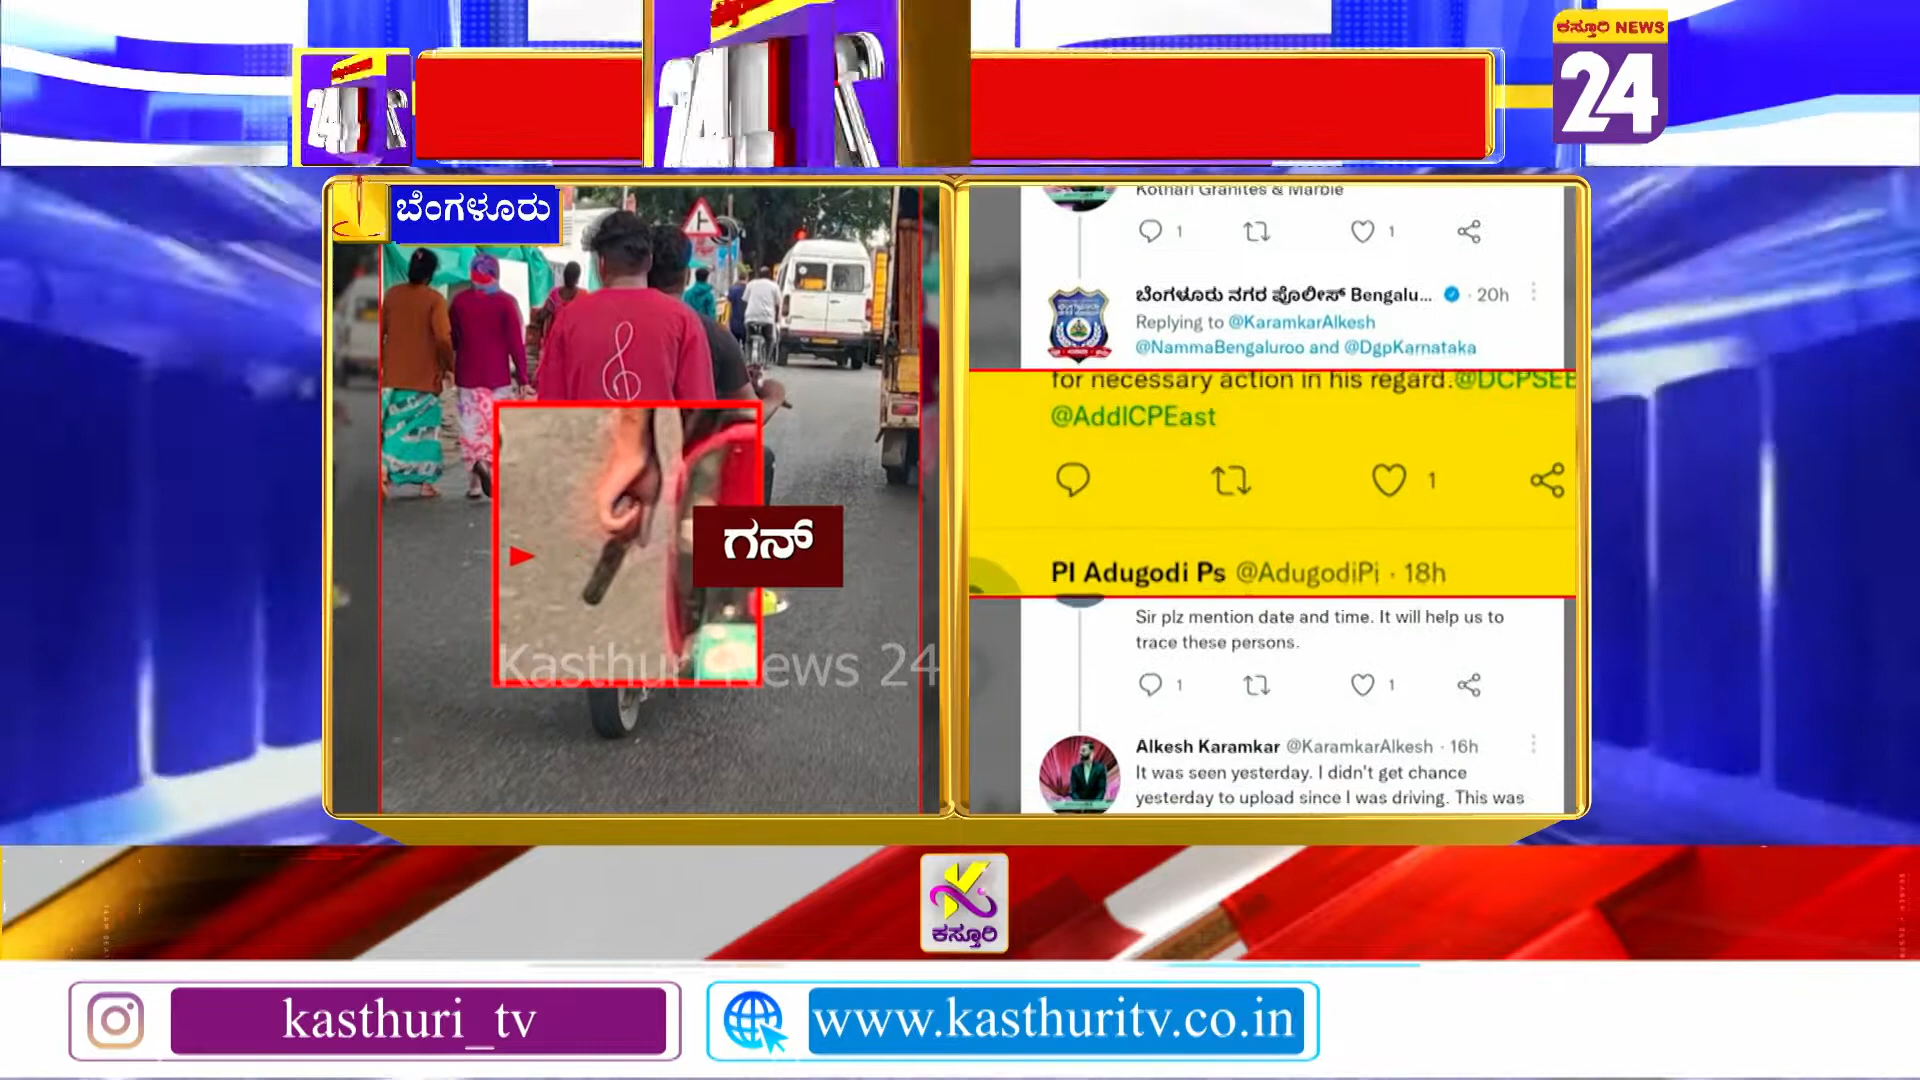 ಕಸ್ತೂರಿ NEWS
24
ಬೆಂಗಳೂರು
ಗನ್
Kasthuri News 24
Kothari Granites & Marble
1
1
ಬೆಂಗಳೂರು ನಗರ ಪೊಲೀಸ್ Bengalu... · 20h
Replying to @KaramkarAlkesh
@NammaBengaluroo and @DgpKarnataka
for necessary action in his regard.@DCPSEB
@AddlCPEast
1
PI Adugodi Ps @AdugodiPi · 18h
Sir plz mention date and time. It will help us to
trace these persons.
1
1
Alkesh Karamkar @KaramkarAlkesh · 16h
It was seen yesterday. I didn't get chance
yesterday to upload since I was driving. This was
ಕಸ್ತೂರಿ
kasthuri_tv
www.kasthuritv.co.in